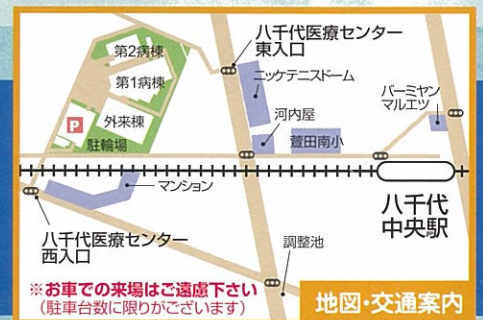 八千代医療センター
東入口
第2病棟
第1病棟
ニッケテニスドーム
バーミヤン
マルエツ
外来棟
河内屋
P
駐輪場
萱田南小
マンション
八千代
中央駅
八千代医療センター
西入口
調整池
※お車での来場はご遠慮下さい
(駐車台数に限りがございます)
地図・交通案内